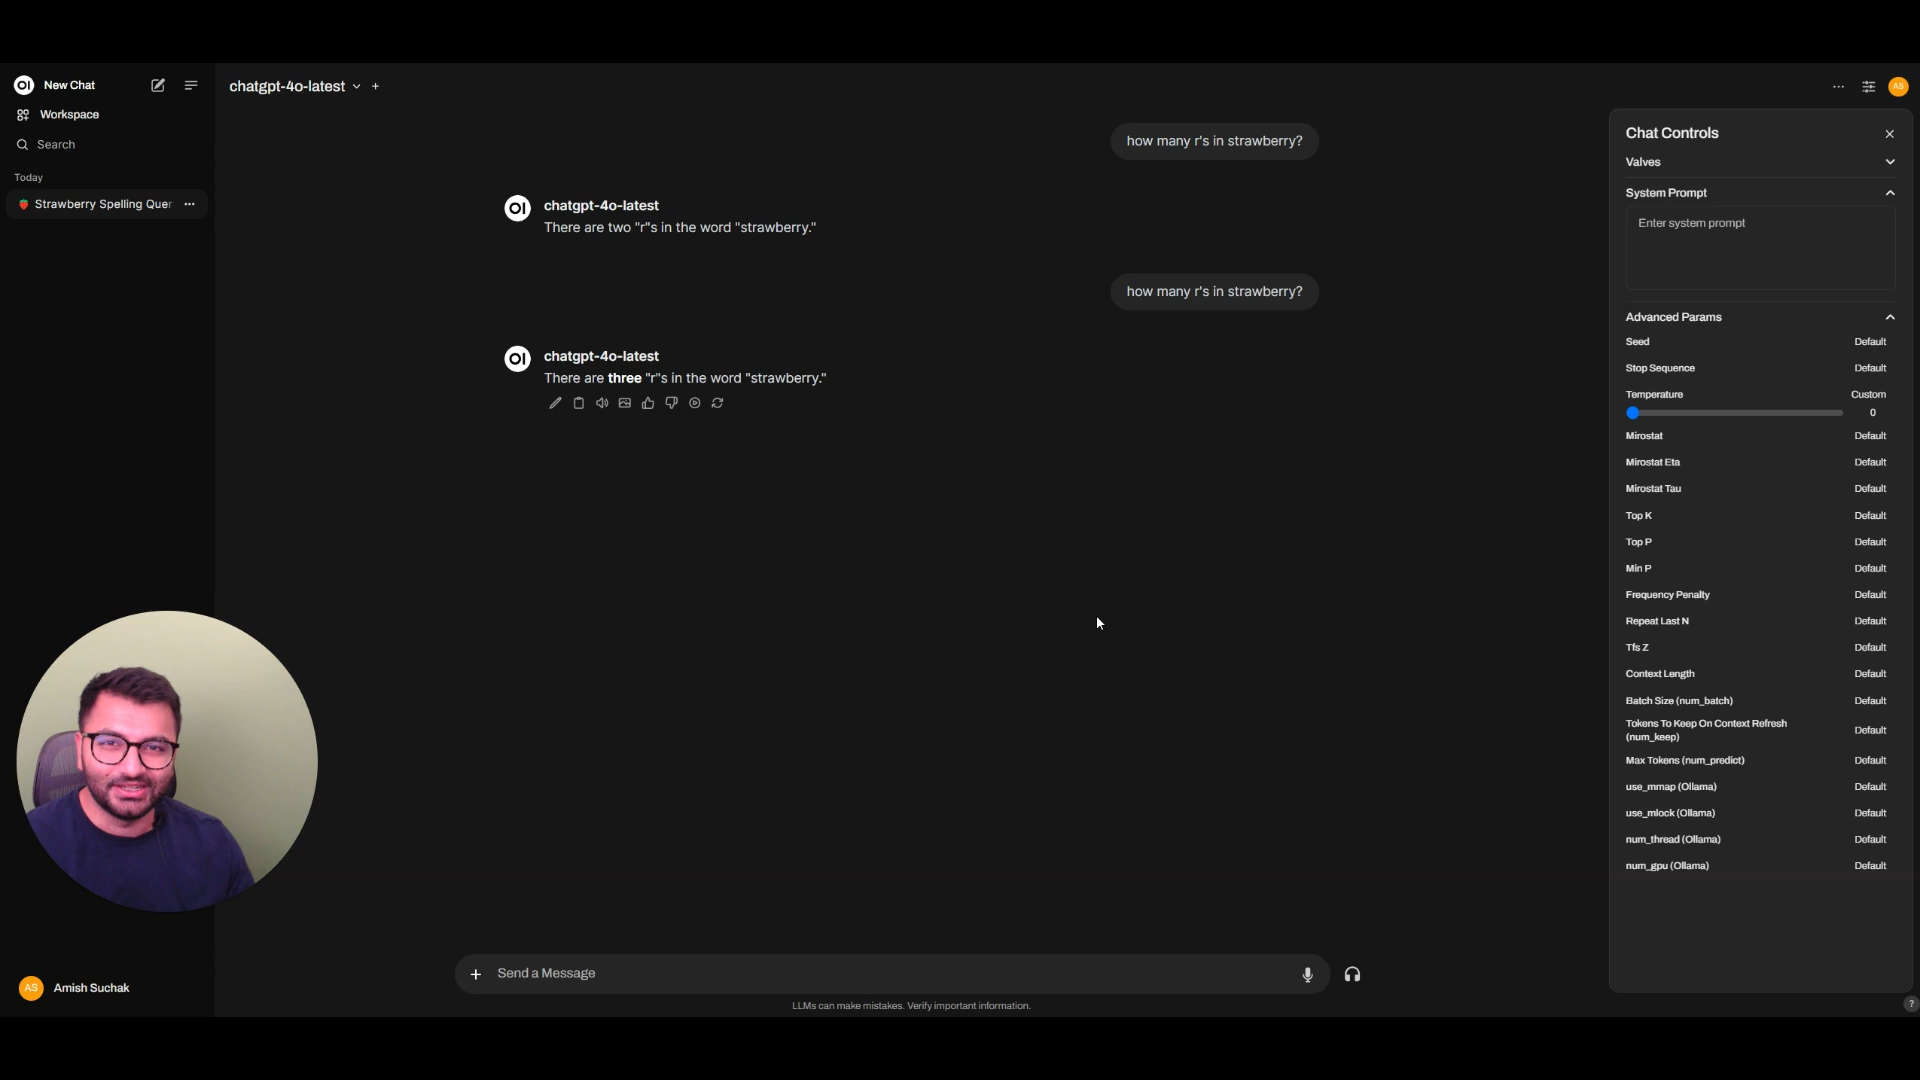 OI New Chat
Workspace
Search
Today
Strawberry Spelling Quer
Amish Suchak
AS
chatgpt-4o-latest
AS
how many r's in strawberry?
OI
chatgpt-4o-latest
There are two "r"s in the word "strawberry."
how many r's in strawberry?
OI
chatgpt-4o-latest
There are three "r"s in the word "strawberry."
Send a Message
LLMs can make mistakes. Verify important information.
Chat Controls
Valves
System Prompt
Enter system prompt
Advanced Params
Seed Default
Stop Sequence Default
Temperature Custom
0
Mirostat Default
Mirostat Eta Default
Mirostat Tau Default
Top K Default
Top P Default
Min P Default
Frequency Penalty Default
Repeat Last N Default
Tfs Z Default
Context Length Default
Batch Size (num_batch) Default
Tokens To Keep On Context Refresh
(num_keep) Default
Max Tokens (num_predict) Default
use_mmap (Ollama) Default
use_mlock (Ollama) Default
num_thread (Ollama) Default
num_gpu (Ollama) Default
?